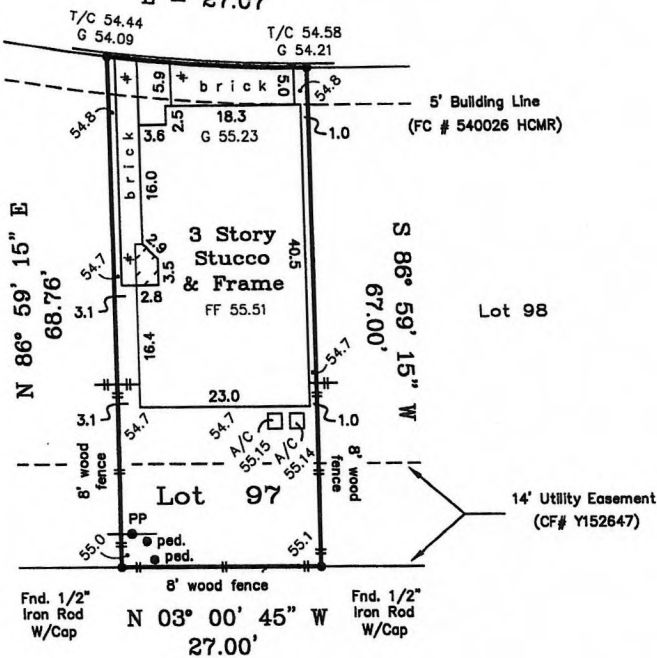 L = 27.07'
T/C 54.44
G 54.09
T/C 54.58
G 54.21
brick
5.9
5.0
54.8
54.8
5' Building Line
(FC # 540026 HCMR)
2.5
18.3
3.6
G 55.23
1.0
brick
16.0
N 86° 59' 15" E
68.76'
3 Story
Stucco
& Frame
FF 55.51
40.5
S 86° 59' 15" W
67.00'
Lot 98
2.9
3.5
2.8
54.7
3.1
16.4
54.7
23.0
3.1
54.7
54.7
1.0
A/C
55.15
A/C
55.14
8' wood
fence
8' wood
fence
Lot 97
14' Utility Easement
(CF# Y152647)
PP
ped.
ped.
55.0
55.1
8' wood fence
Fnd. 1/2"
Iron Rod
W/Cap
N 03° 00' 45" W
27.00'
Fnd. 1/2"
Iron Rod
W/Cap